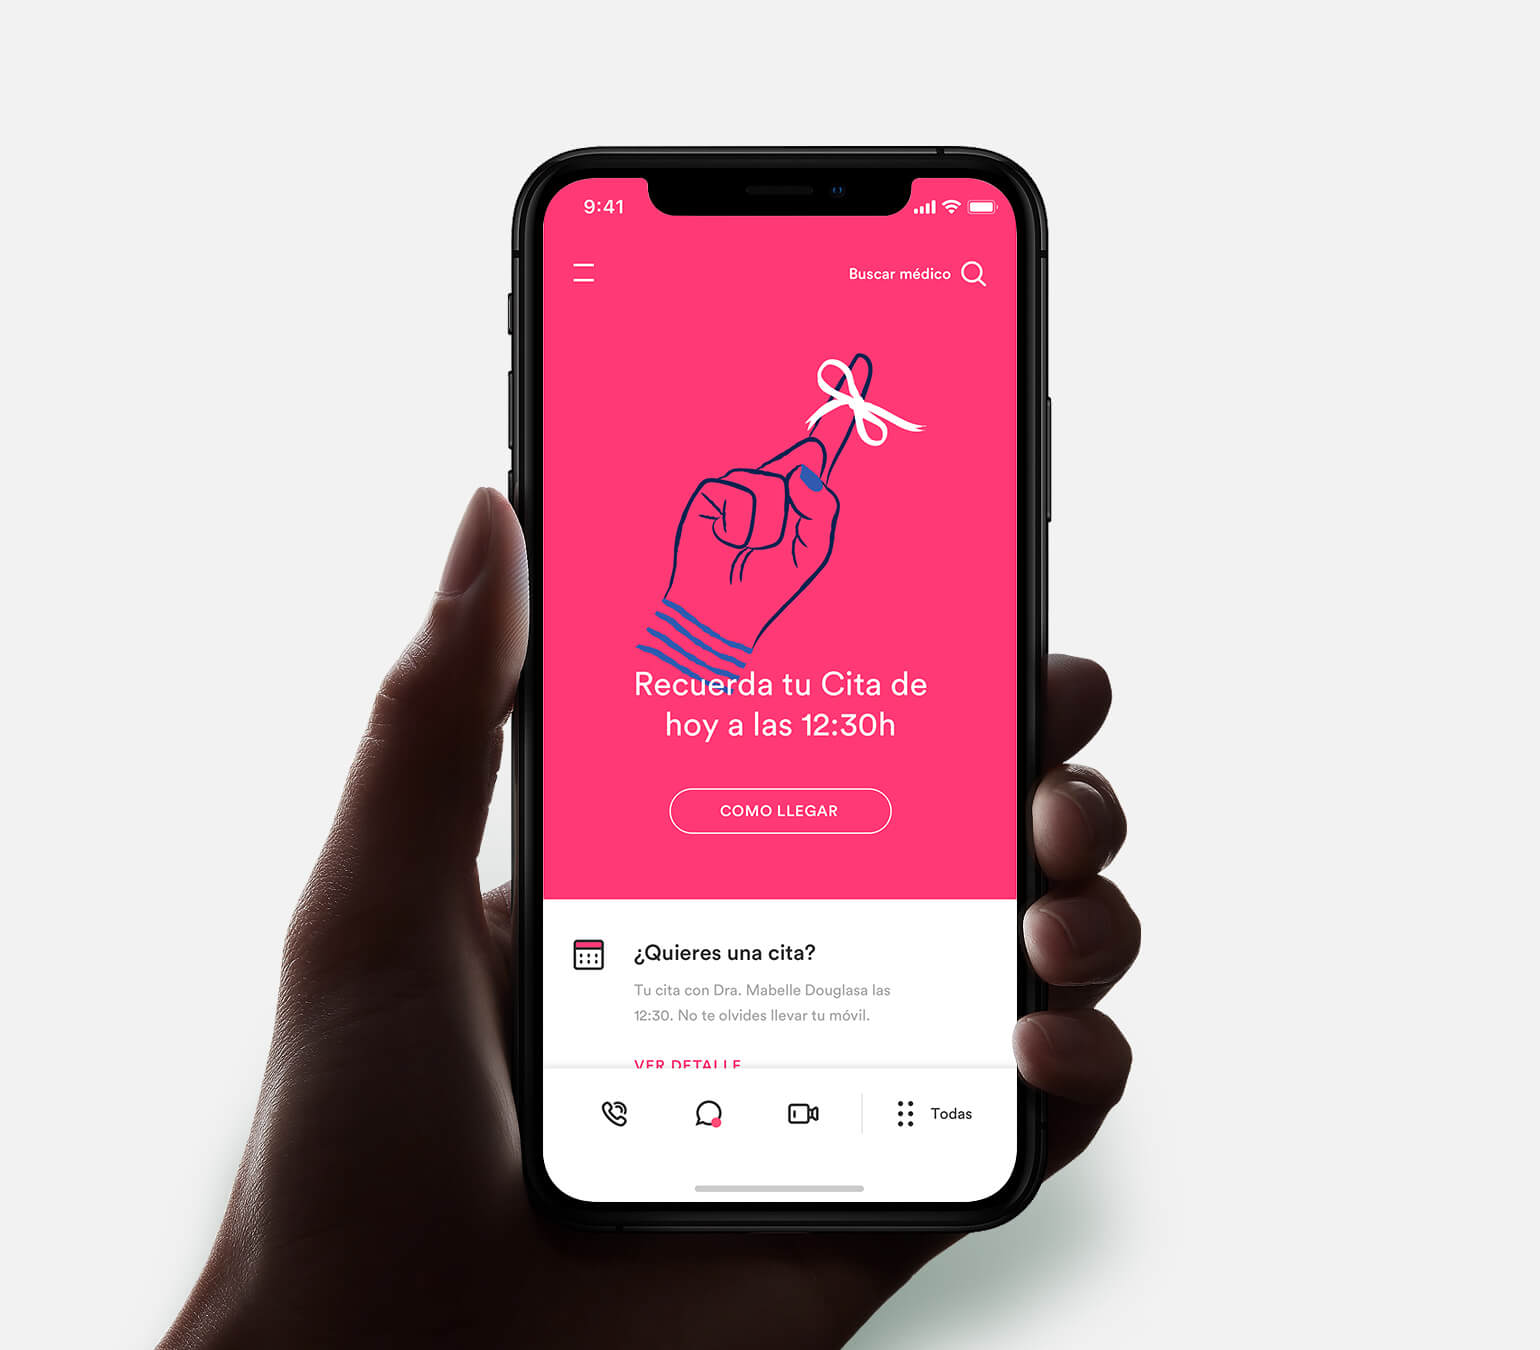 9:41
Buscar médico
Recuerda tu Cita de
hoy a las 12:30h
COMO LLEGAR
¿Quieres una cita?
Tu cita con Dra. Mabelle Douglasa las
12:30. No te olvides llevar tu móvil.
VER DETALLE
Todas